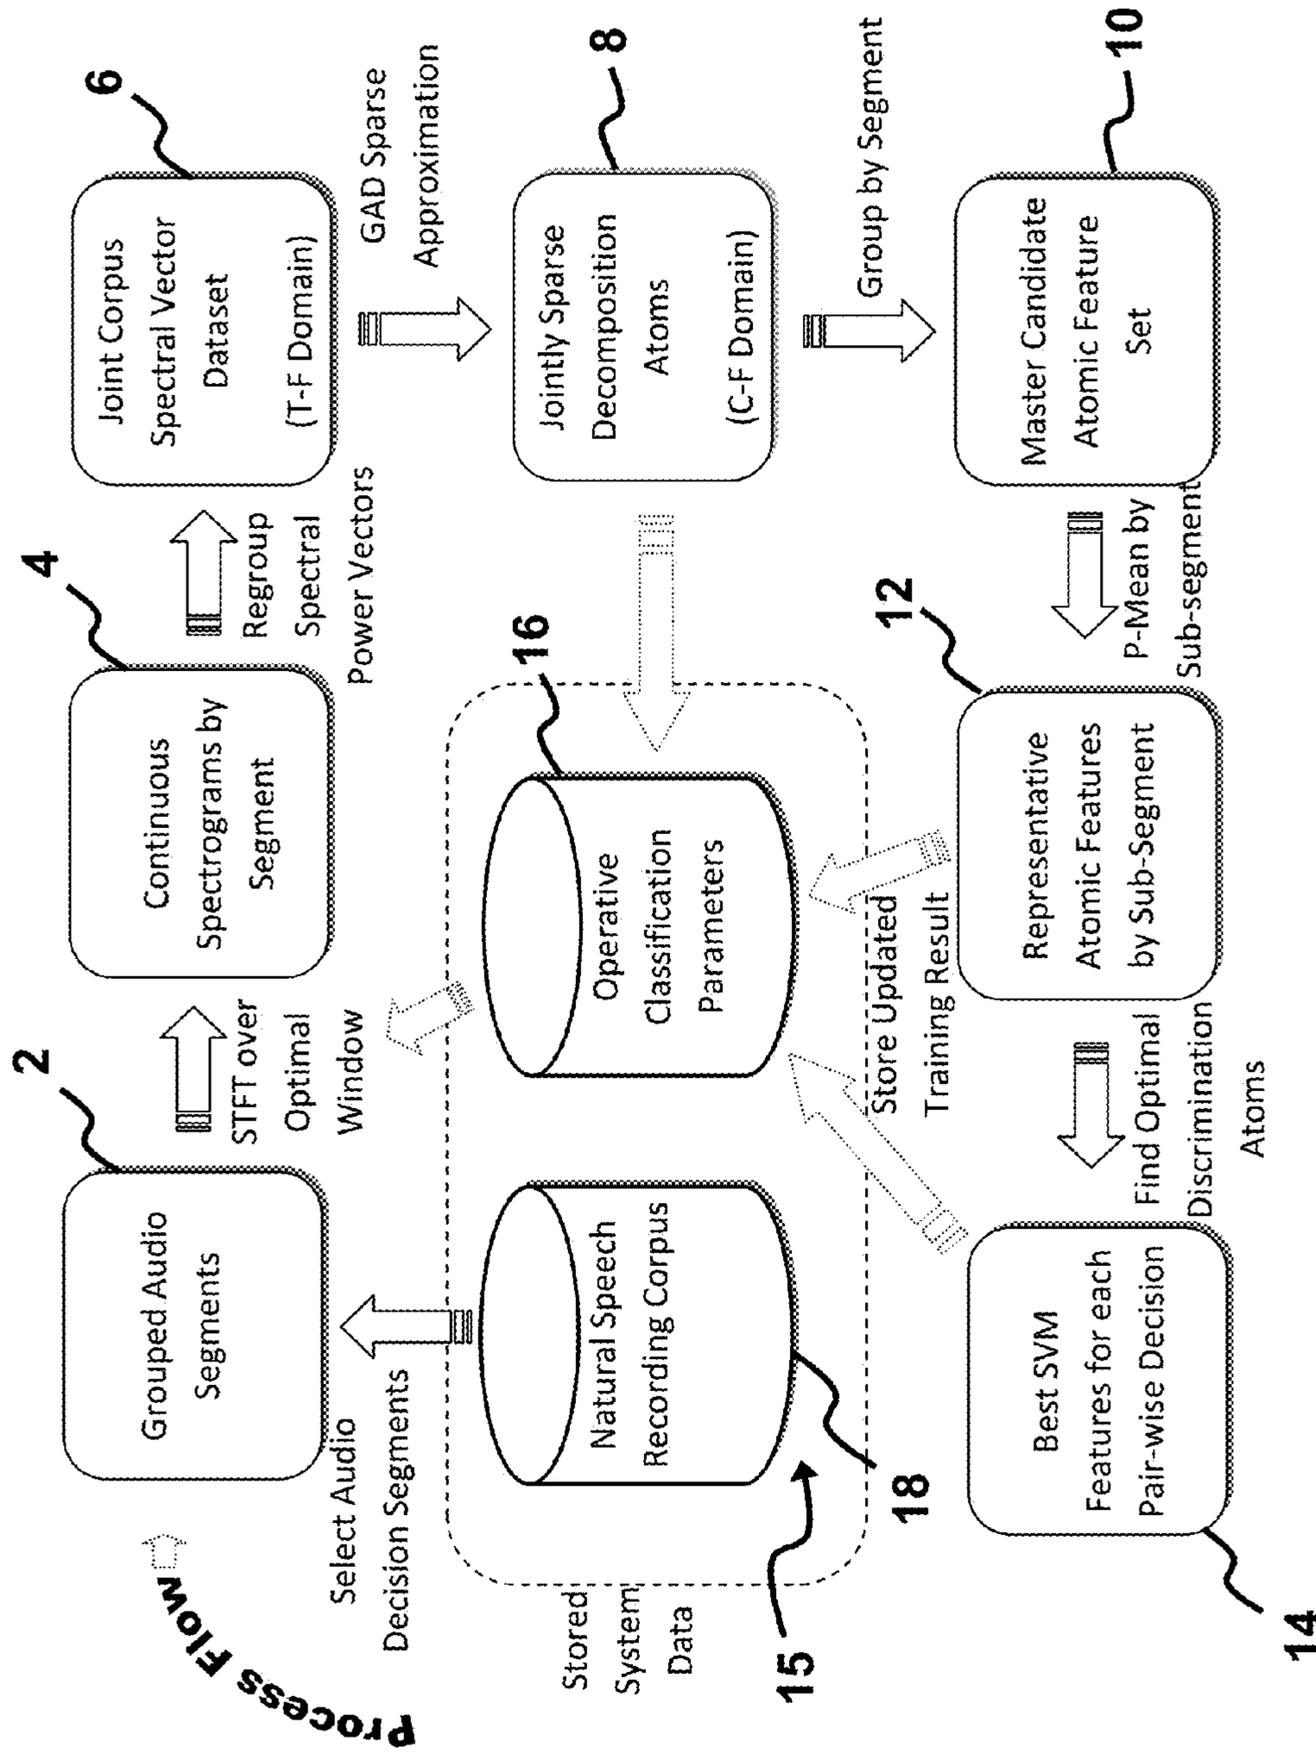 Process Flow
2
Grouped Audio
Segments
STFT over
Optimal
Window
4
Continuous
Spectrograms by
Segment
Regroup
Spectral
Power Vectors
6
Joint Corpus
Spectral Vector
Dataset
(T-F Domain)
GAD Sparse
Approximation
Select Audio
Decision Segments
Stored
System
Data
15
Natural Speech
Recording Corpus
18
16
Operative
Classification
Parameters
8
Jointly Sparse
Decomposition
Atoms
(C-F Domain)
Group by Segment
Store Updated
Training Result
14
Best SVM
Features for each
Pair-wise Decision
Find Optimal
Discrimination
Atoms
12
Representative
Atomic Features
by Sub-Segment
P-Mean by
Sub-segment
10
Master Candidate
Atomic Feature
Set